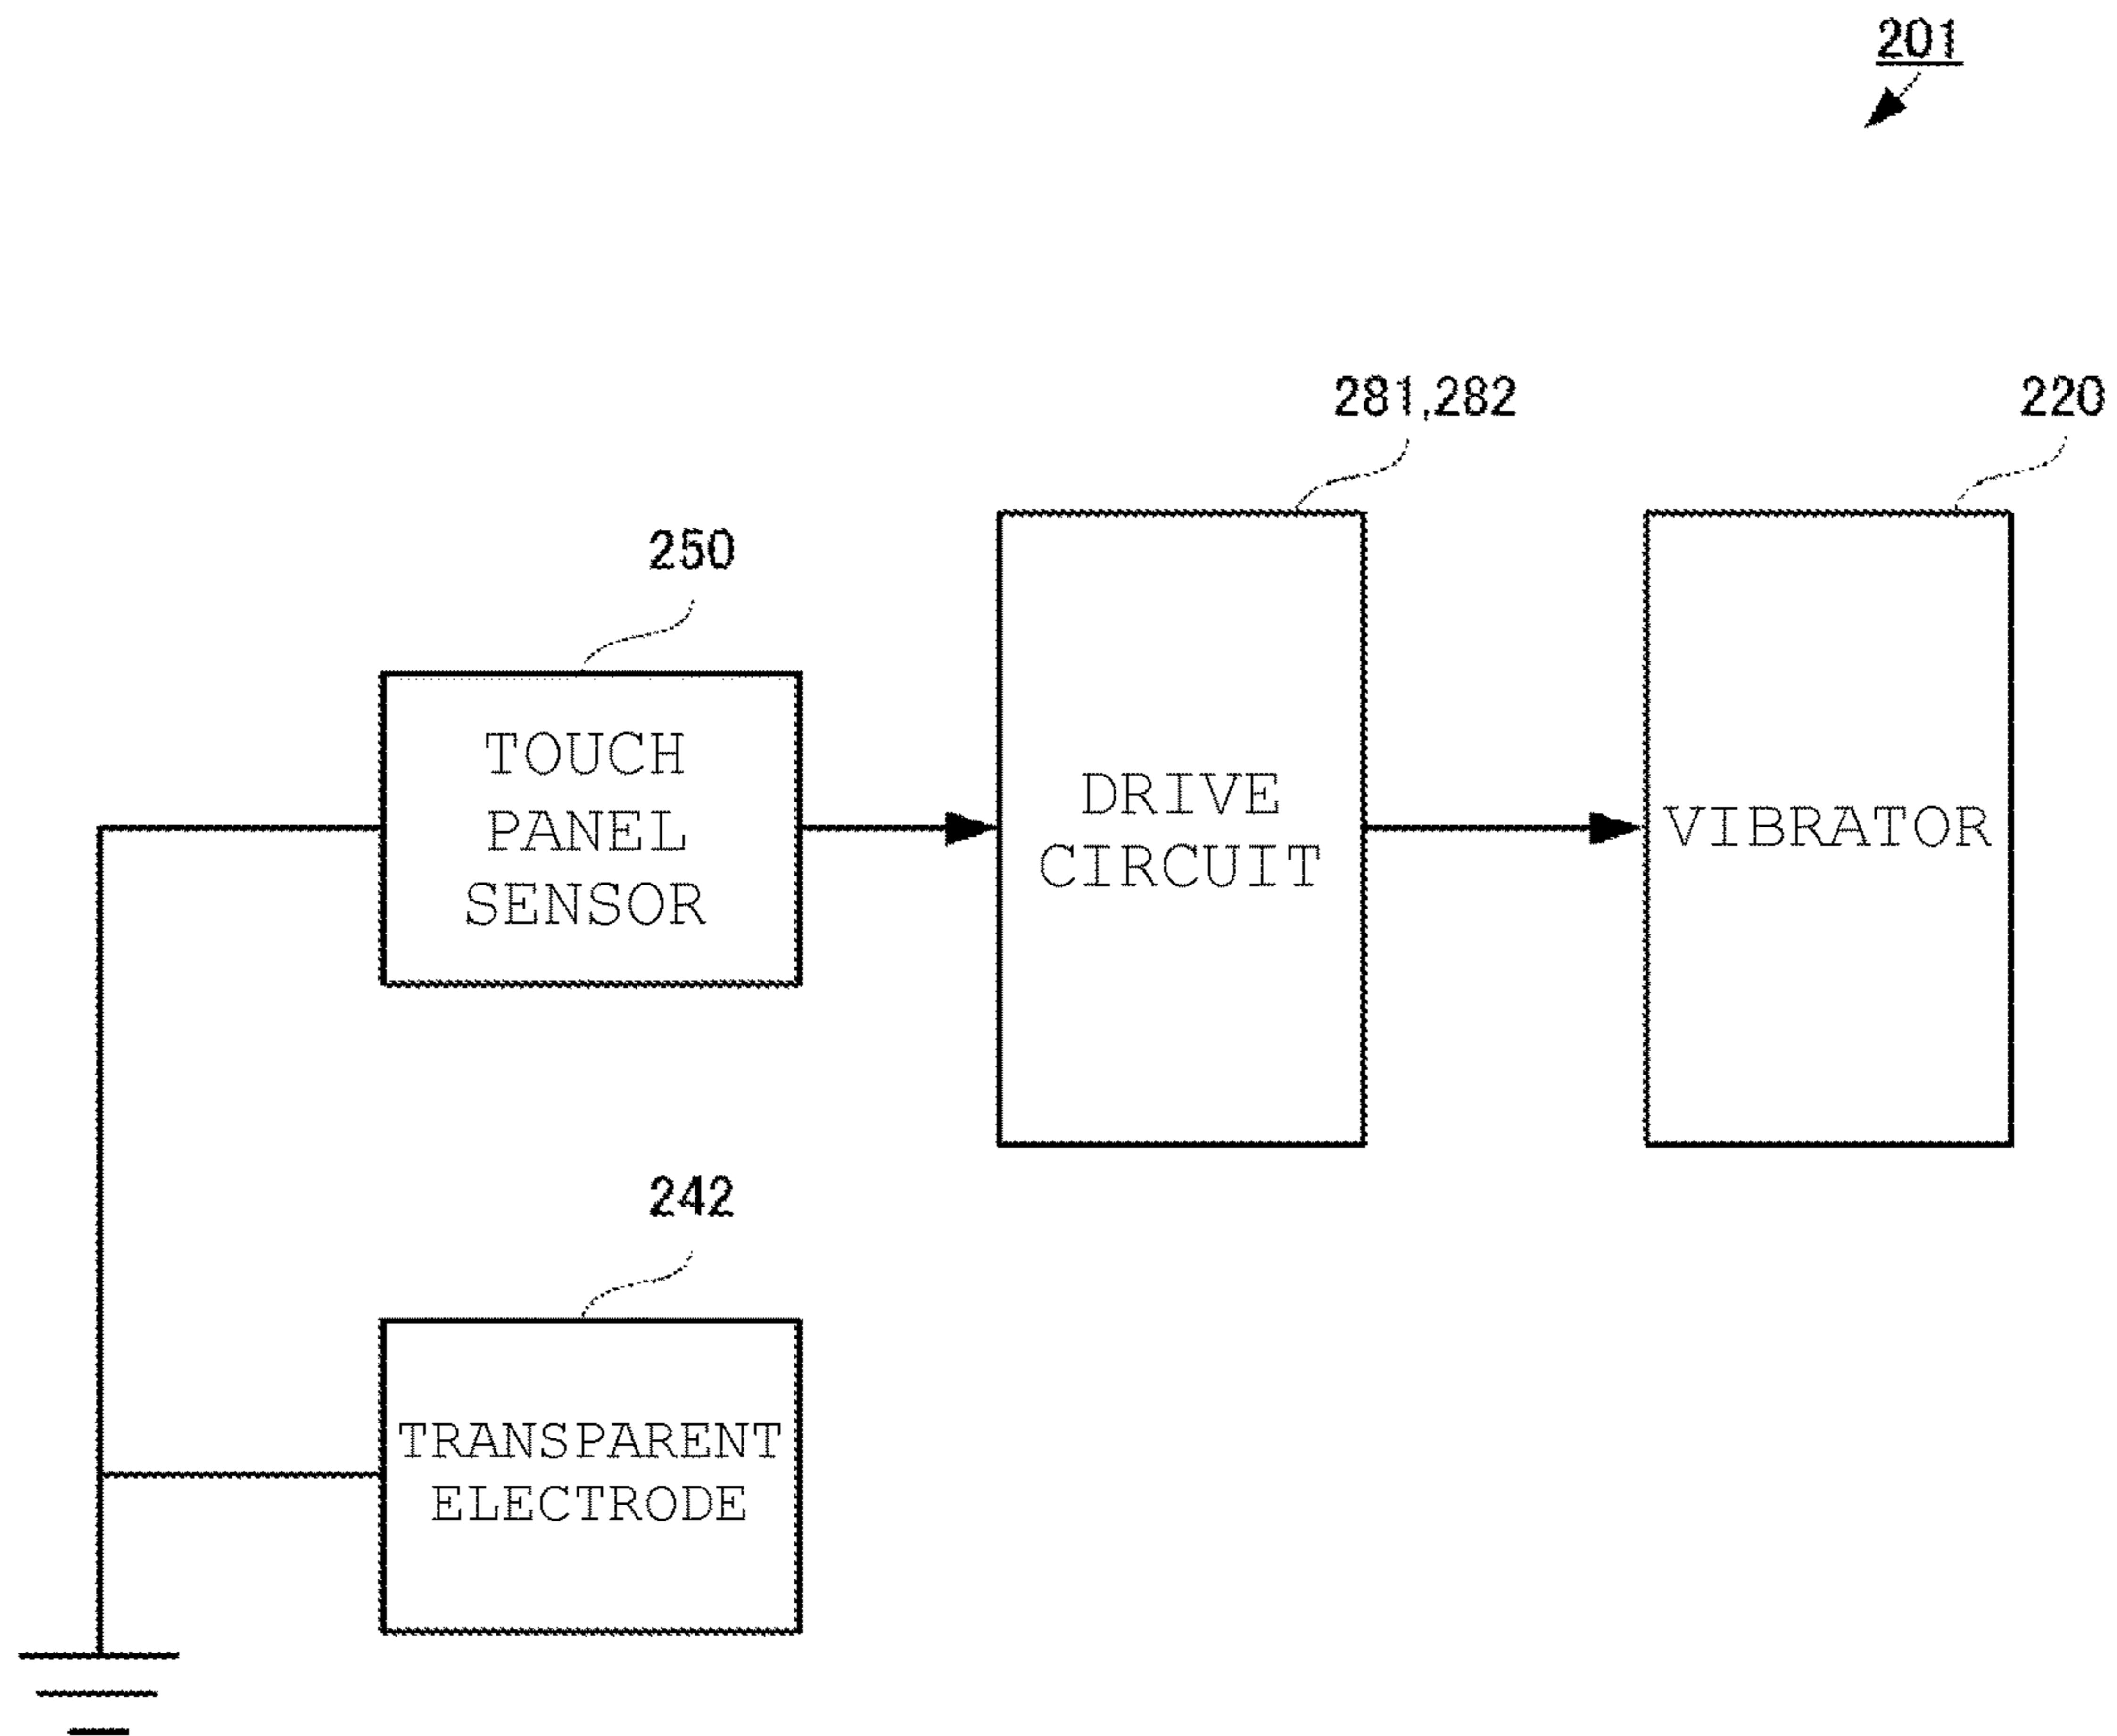 201
281,282
220
250
TOUCH
PANEL
SENSOR
DRIVE
CIRCUIT
VIBRATOR
242
TRANSPARENT
ELECTRODE